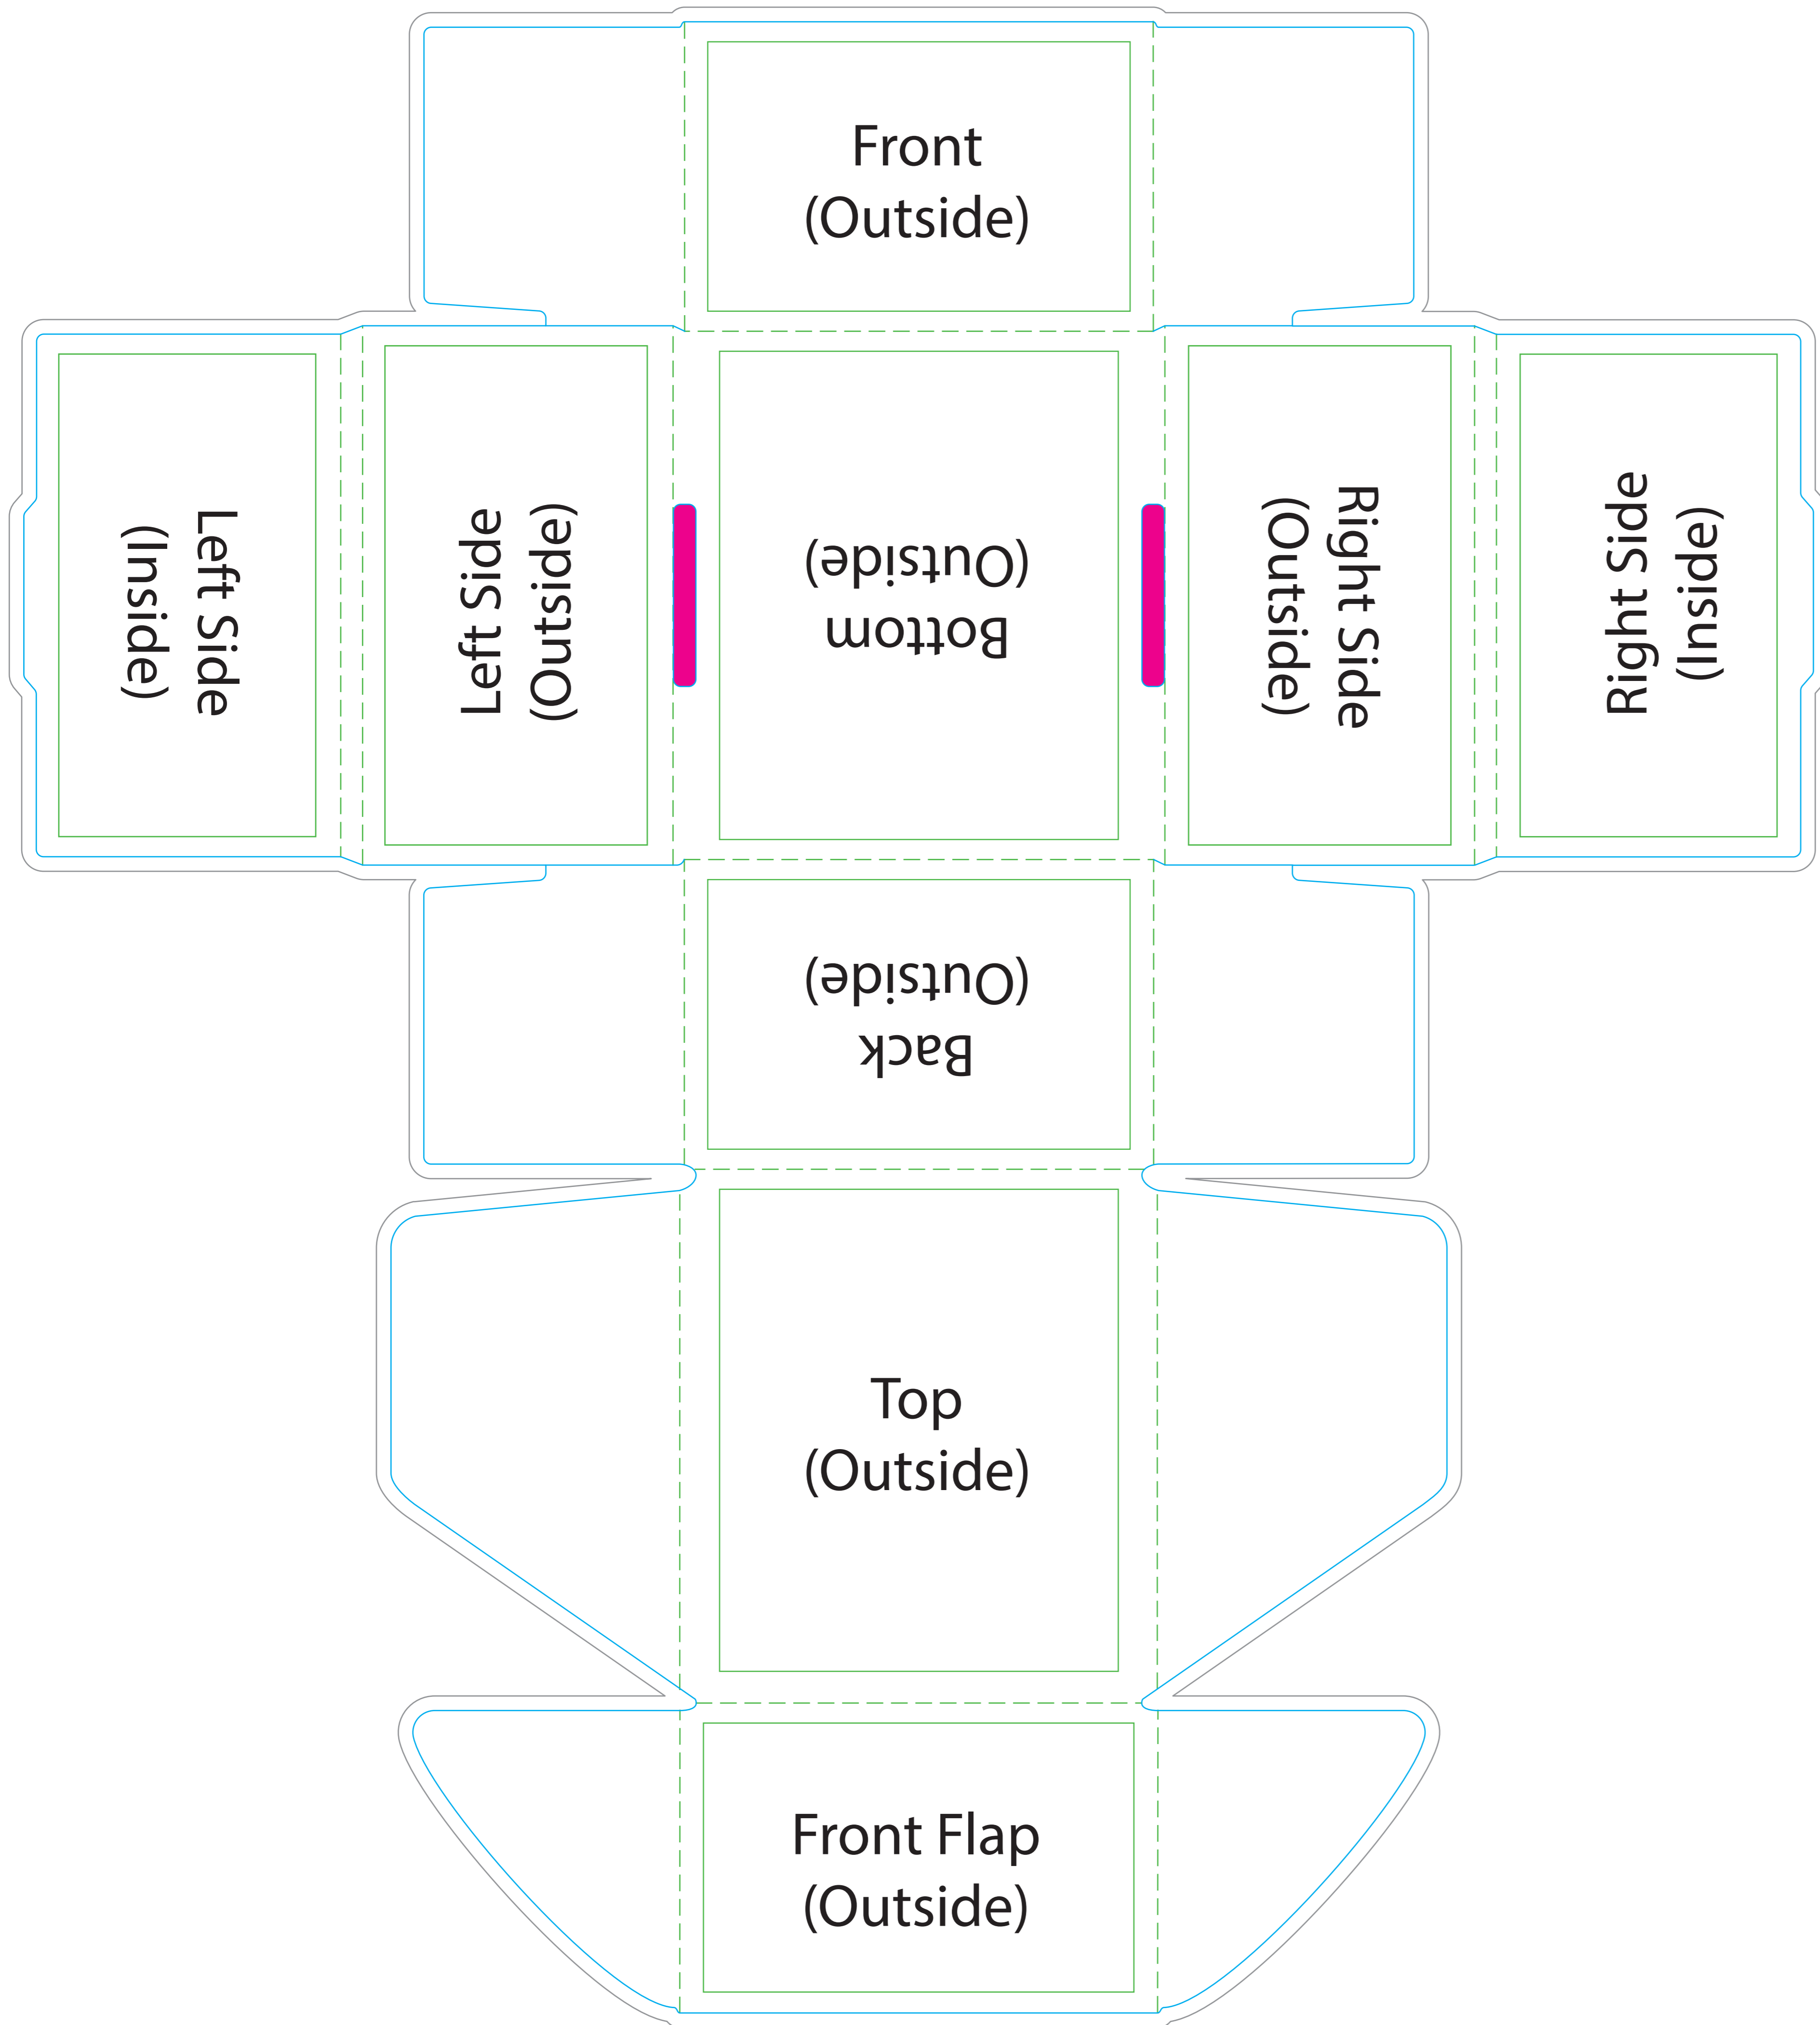 Front
(Outside)
Left Side
(Inside)
Left Side
(Outside)
Bottom
(Outside)
Right Side
(Outside)
Right Side
(Inside)
Back
(Outside)
Top
(Outside)
Front Flap
(Outside)